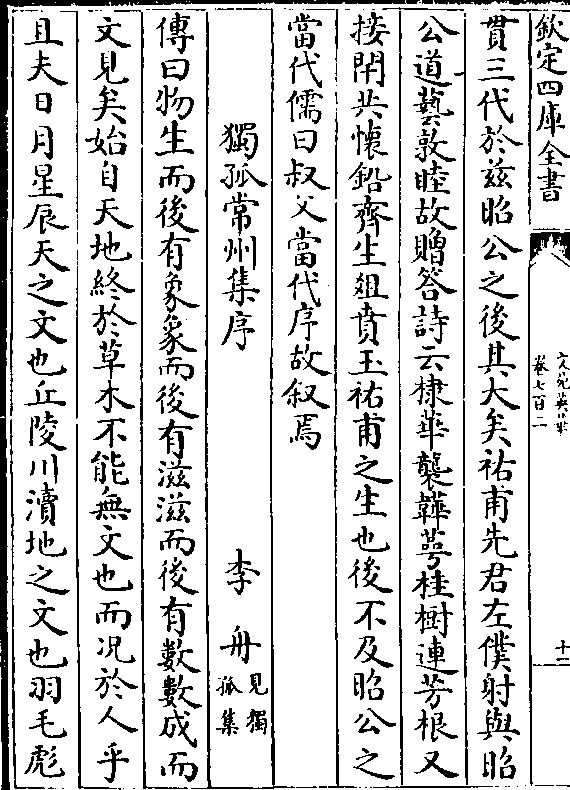 欽定四庫全書
文苑英華
卷七百二
十二
貫三代於兹昭公之後其大矣祐甫先君左僕射與昭
公道藝敦睦故贈答詩云棣華襲韡萼桂樹連芳根又
接閈共懷鉛齊生俎賁玉祐甫之生也後不及昭公之
當代儒曰叔父當代序故叙焉
獨孤常州集序 李舟 見獨孤集
傳曰物生而後有象象而後有滋滋而後有數數成而
文見矣始自天地終於草木不能無文也而况於人乎
且夫日月星辰天之文也丘陵川瀆地之文也羽毛彪